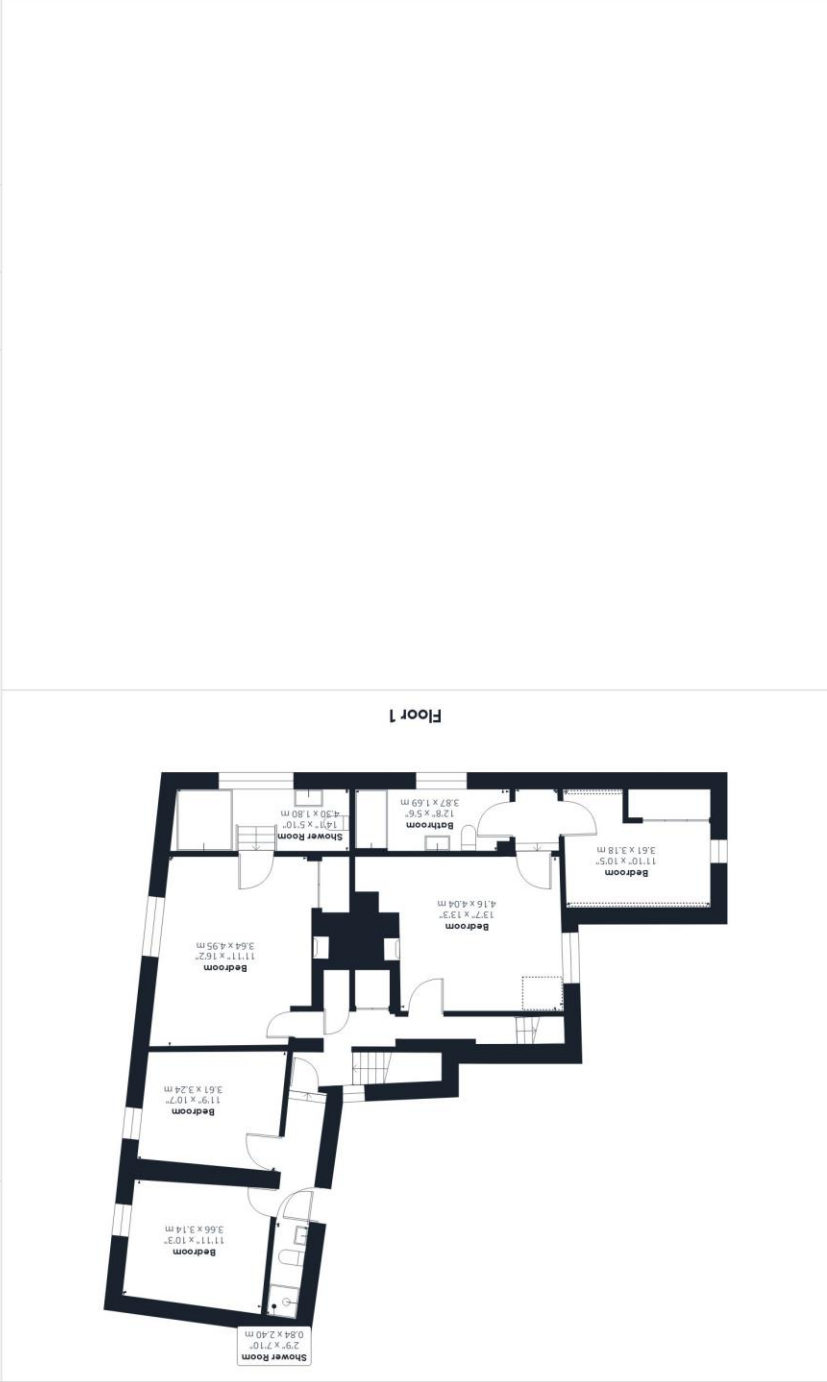 Shower Room
2'9" x 7'10"
0.84 x 2.40 m
Bedroom
11'11" x 10'3"
3.66 x 3.14 m
Bedroom
11'9" x 10'7"
3.61 x 3.24 m
Bedroom
11'11" x 16'2"
3.64 x 4.95 m
Bedroom
13'7" x 13'3"
4.16 x 4.04 m
Bedroom
11'10" x 10'5"
3.61 x 3.18 m
Shower Room
14'1" x 5'10"
4.30 x 1.80 m
Bathroom
12'8" x 5'6"
3.87 x 1.69 m
Floor 1